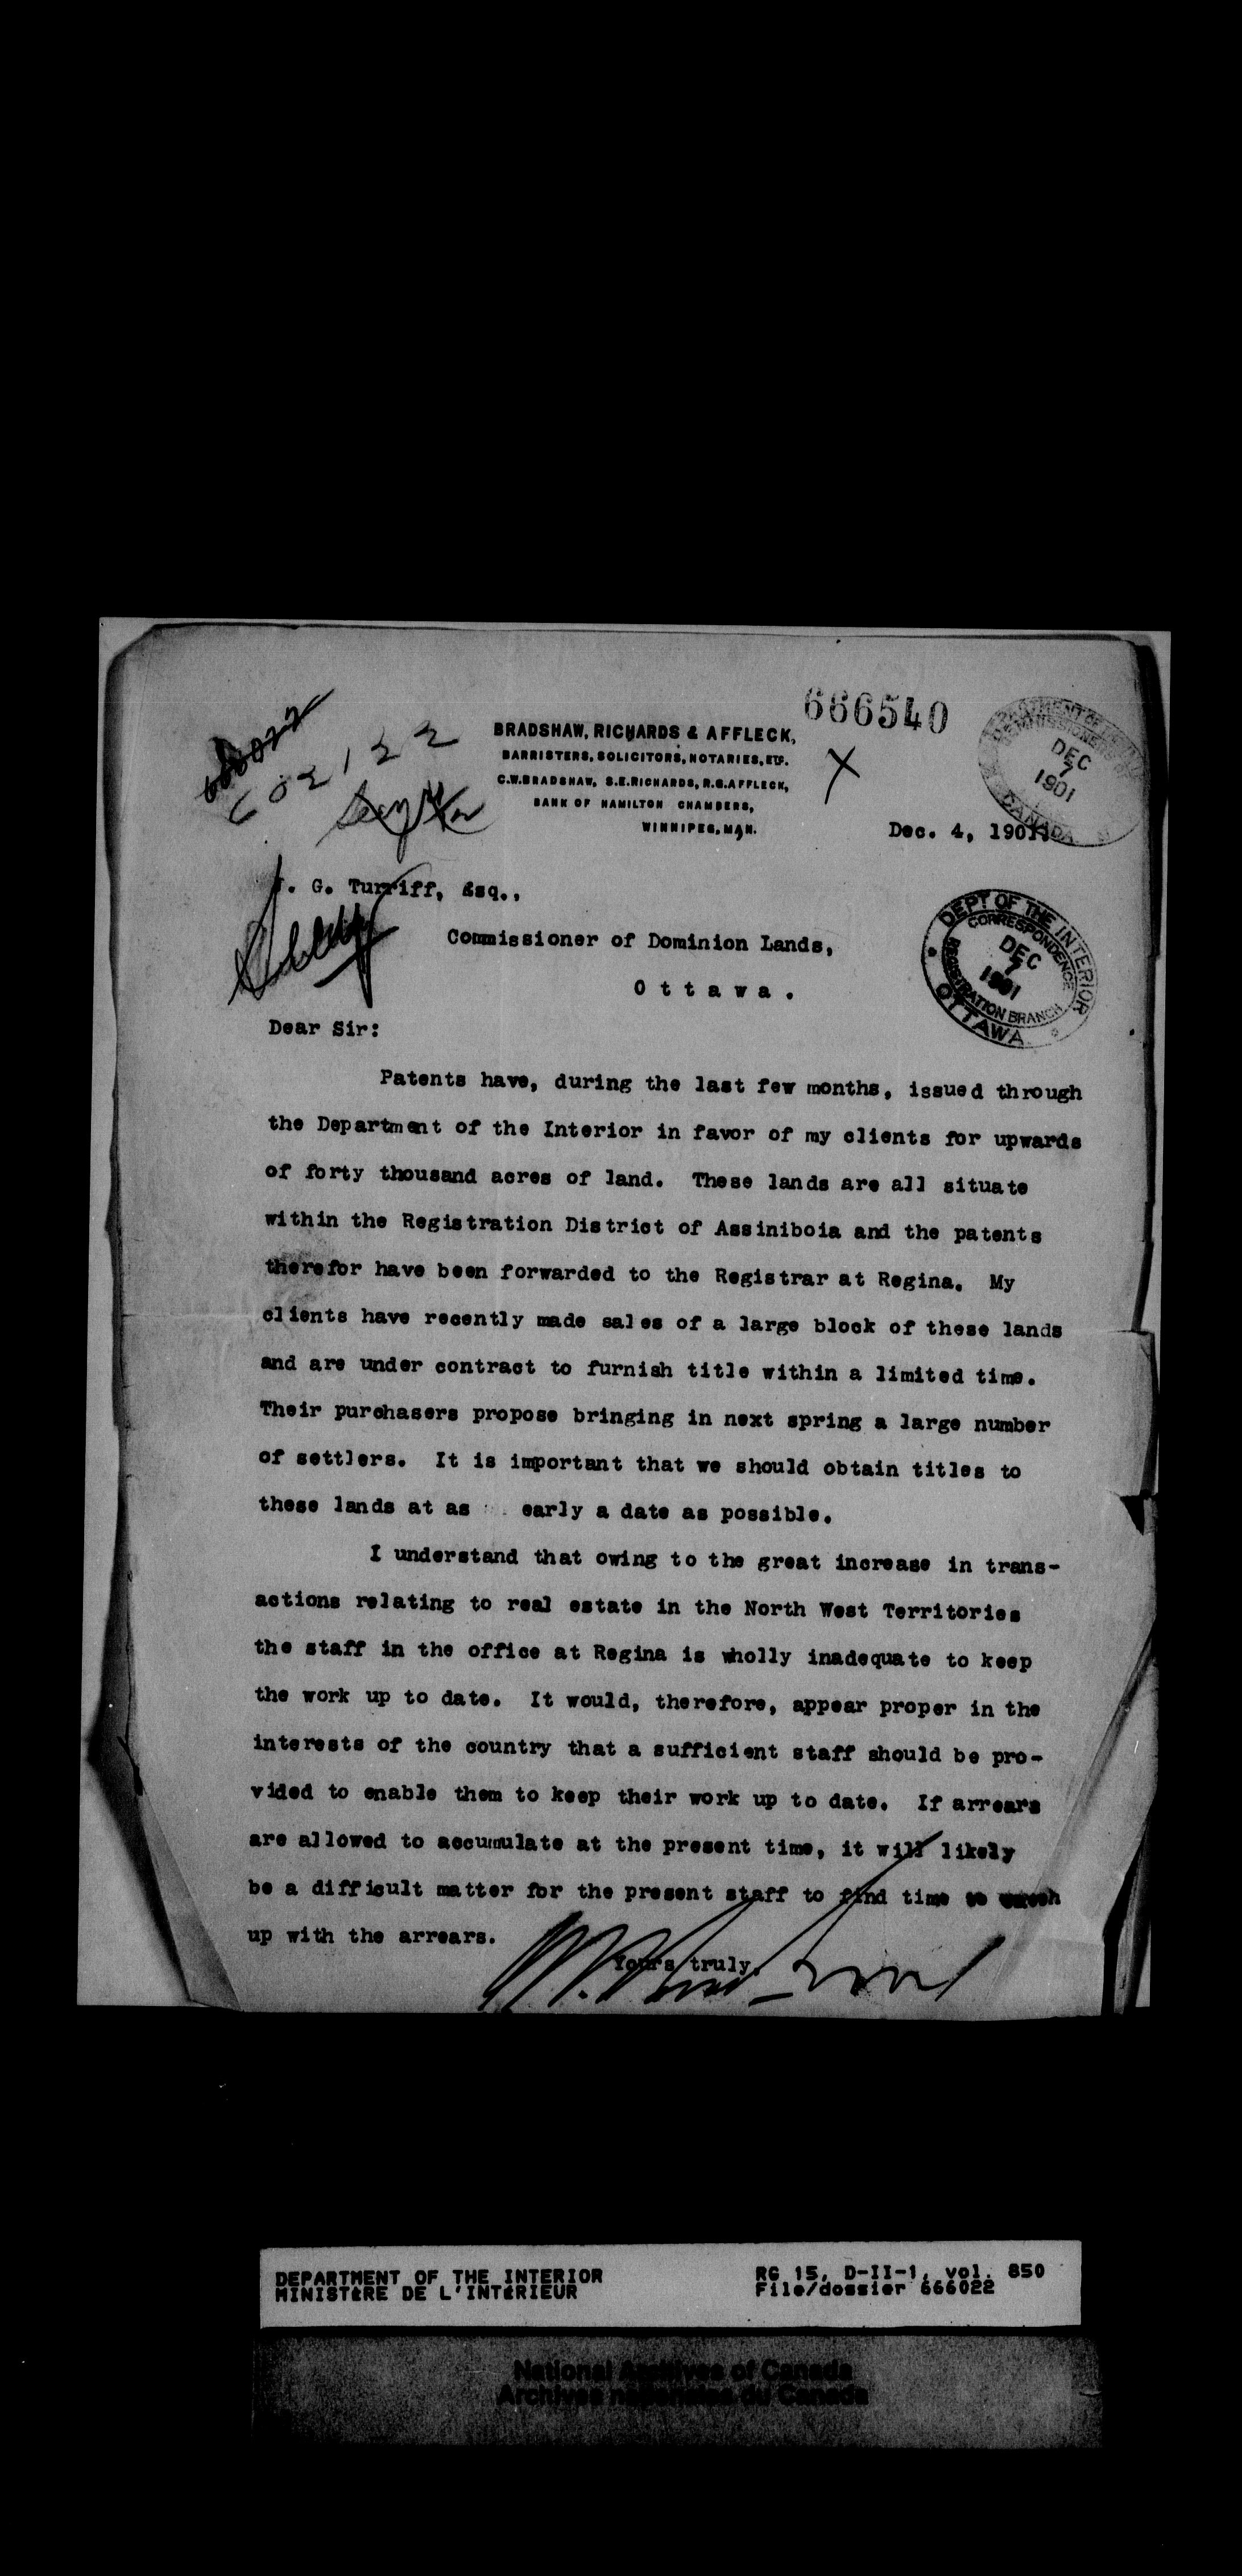 666540
BRADSHAW, RICHARDS & AFFLECK,
BARRISTERS, SOLICITORS, NOTARIES, ETC.
C.W.BRADSHAW, S.E.RICHARDS, R.G.AFFLECK,
BANK OF HAMILTON CHAMBERS,
WINNIPEG, MAN.
602122
DEC
7
1901
CANADA
Dec. 4, 1901.
J. G. Turriff, Esq.,
Commissioner of Dominion Lands,
Ottawa.
DEPT OF THE INTERIOR
CORRESPONDENCE
DEC
7
1901
REGISTRATION BRANCH
OTTAWA
Dear Sir:
Patents have, during the last few months, issued through
the Department of the Interior in favor of my clients for upwards
of forty thousand acres of land. These lands are all situate
within the Registration District of Assiniboia and the patents
therefor have been forwarded to the Registrar at Regina. My
clients have recently made sales of a large block of these lands
and are under contract to furnish title within a limited time.
Their purchasers propose bringing in next spring a large number
of settlers. It is important that we should obtain titles to
these lands at as early a date as possible.
I understand that owing to the great increase in trans-
actions relating to real estate in the North West Territories
the staff in the office at Regina is wholly inadequate to keep
the work up to date. It would, therefore, appear proper in the
interests of the country that a sufficient staff should be pro-
vided to enable them to keep their work up to date. If arrears
are allowed to accumulate at the present time, it will likely
be a difficult matter for the present staff to find time to
up with the arrears.
Yours truly,
DEPARTMENT OF THE INTERIOR
MINISTÈRE DE L'INTÉRIEUR
RG 15, D-II-1, vol. 850
File/dossier 666022
National Archives of Canada
Archives nationales du Canada